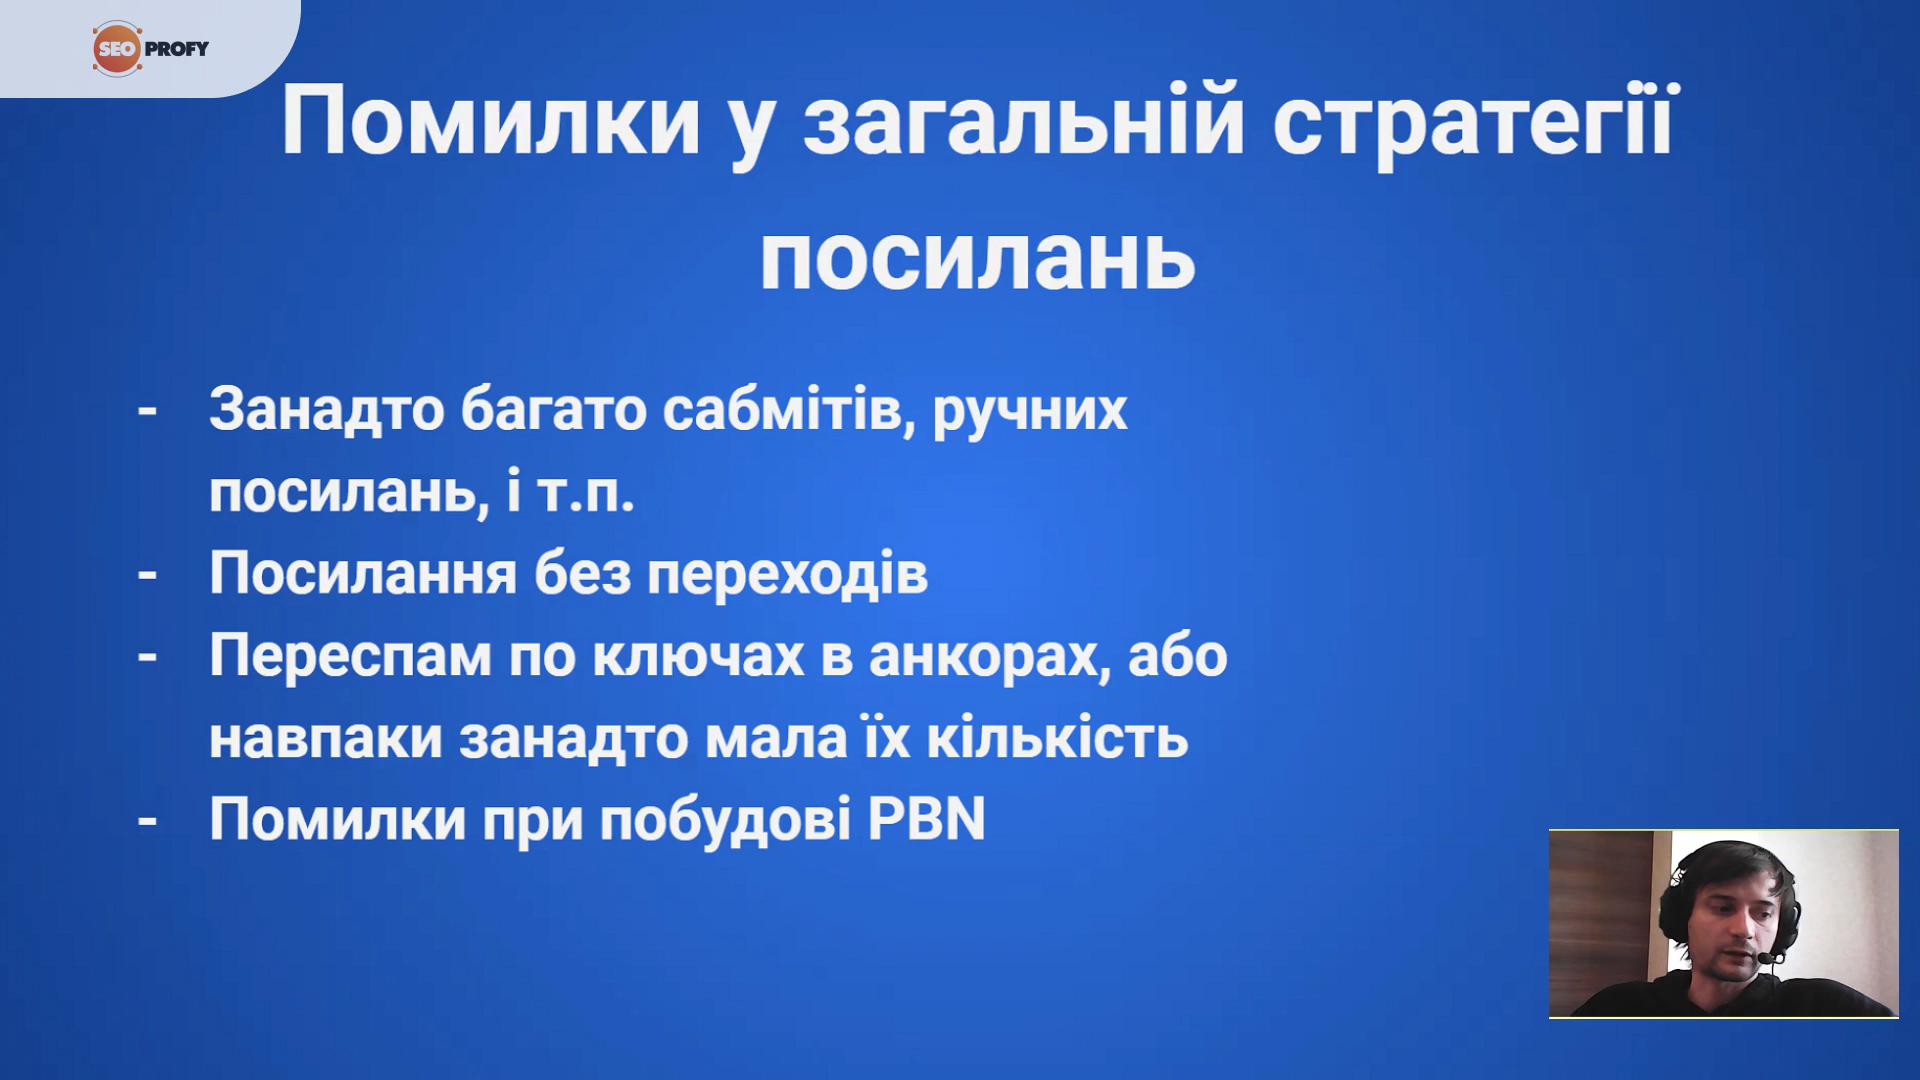 SEO PROFY
Помилки у загальній стратегії
посилань
- Занадто багато сабмітів, ручних
посилань, і т.п.
- Посилання без переходів
- Переспам по ключах в анкорах, або
навпаки занадто мала їх кількість
- Помилки при побудові PBN